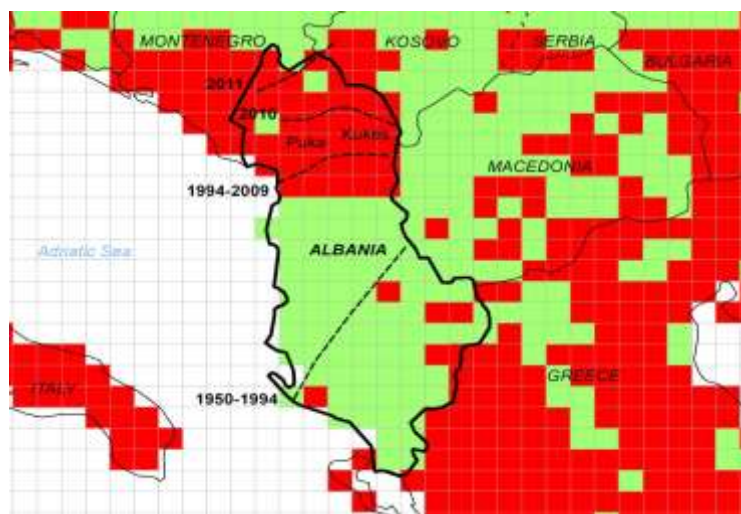 MONTENEGRO
KOSOVO
SERBIA
BULGARIA
2011
2010
Puka
Kukes
MACEDONIA
1994-2009
Adriatic Sea
ALBANIA
GREECE
ITALY
1950-1994